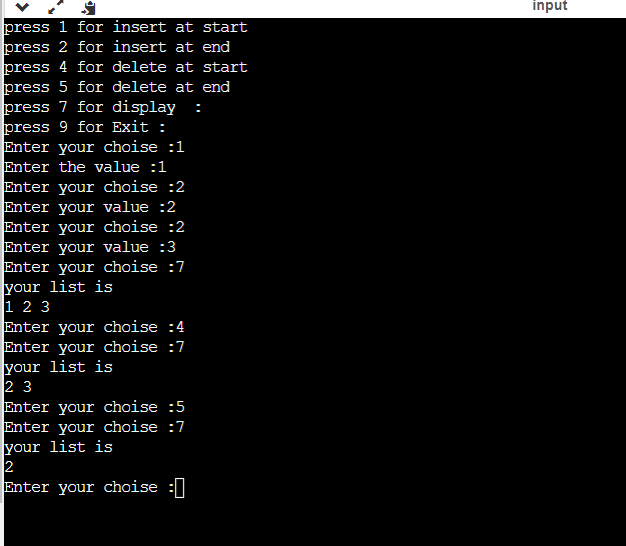 input
press 1 for insert at start
press 2 for insert at end
press 4 for delete at start
press 5 for delete at end
press 7 for display  :
press 9 for Exit :
Enter your choise :1
Enter the value :1
Enter your choise :2
Enter your value :2
Enter your choise :2
Enter your value :3
Enter your choise :7
your list is
1 2 3
Enter your choise :4
Enter your choise :7
your list is
2 3
Enter your choise :5
Enter your choise :7
your list is
2
Enter your choise :